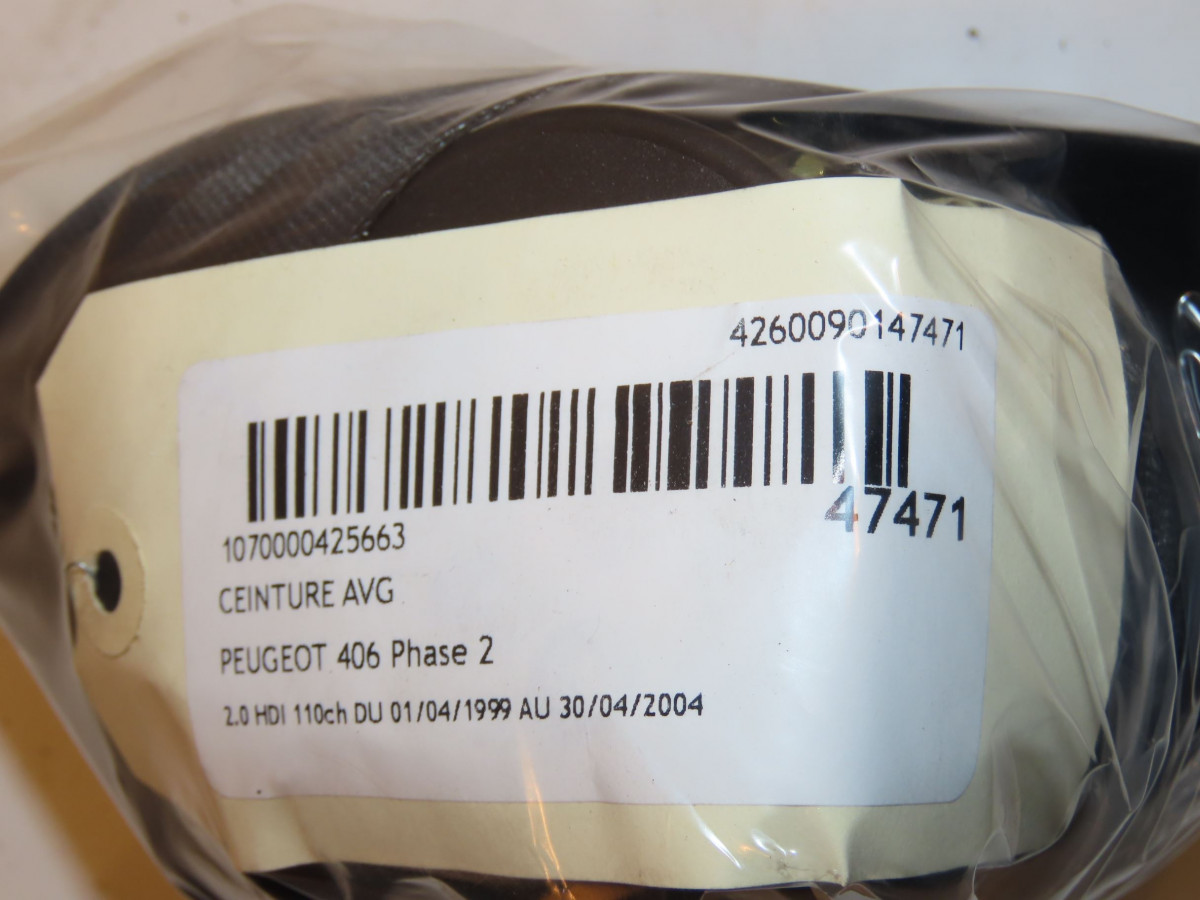 4260090147471
47471
1070000425663
CEINTURE AVG
PEUGEOT 406 Phase 2
2.0 HDI 110ch DU 01/04/1999 AU 30/04/2004